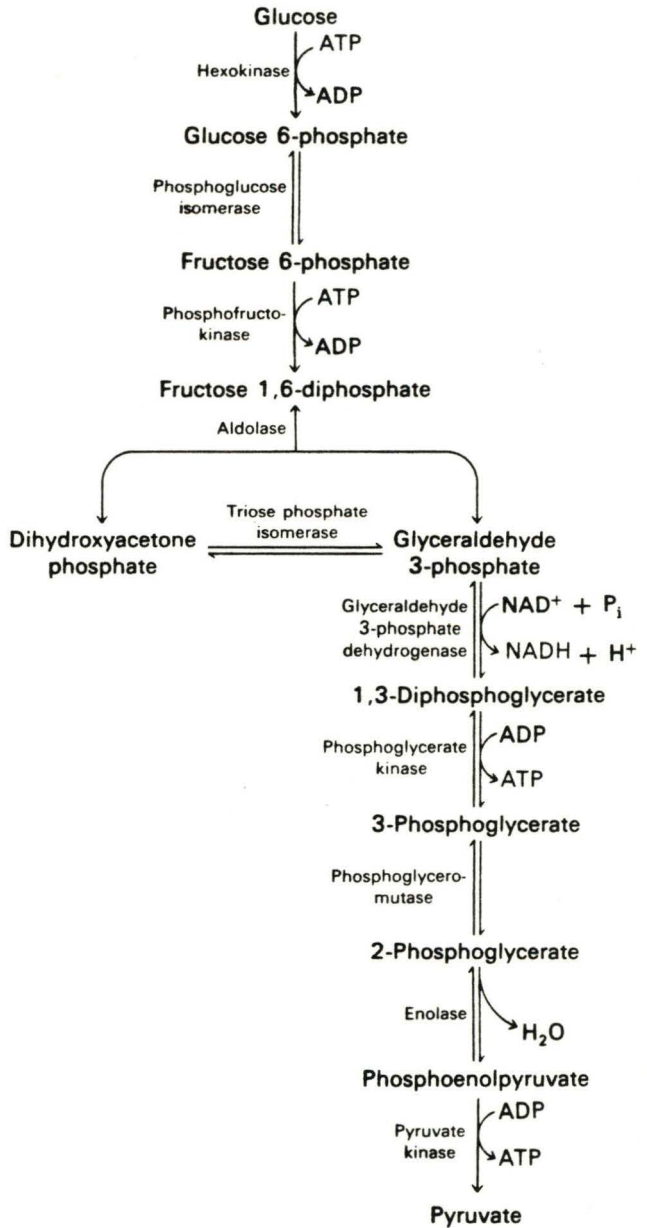 Glucose
ATP
Hexokinase
ADP
Glucose 6-phosphate
Phosphoglucose
isomerase
Fructose 6-phosphate
ATP
Phosphofructo-
kinase
ADP
Fructose 1,6-diphosphate
Aldolase
Triose phosphate
isomerase
Dihydroxyacetone
phosphate
Glyceraldehyde
3-phosphate
Glyceraldehyde
3-phosphate
dehydrogenase
NAD⁺ + Pᵢ
NADH + H⁺
1,3-Diphosphoglycerate
Phosphoglycerate
kinase
ADP
ATP
3-Phosphoglycerate
Phosphoglycero-
mutase
2-Phosphoglycerate
Enolase
H₂O
Phosphoenolpyruvate
ADP
Pyruvate
kinase
ATP
Pyruvate